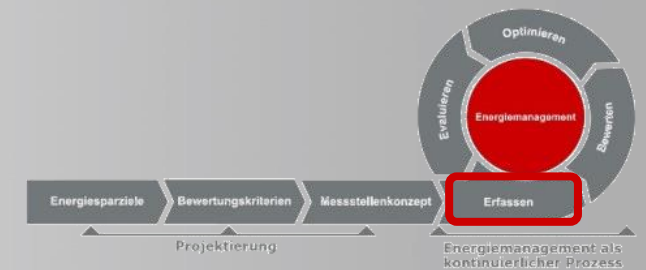 Optimieren
Evaluieren
Energiemanagement
Bewerten
Energiesparziele
Bewertungskriterien
Messstellenkonzept
Erfassen
Projektierung
Energiemanagement als
kontinuierlicher Prozess